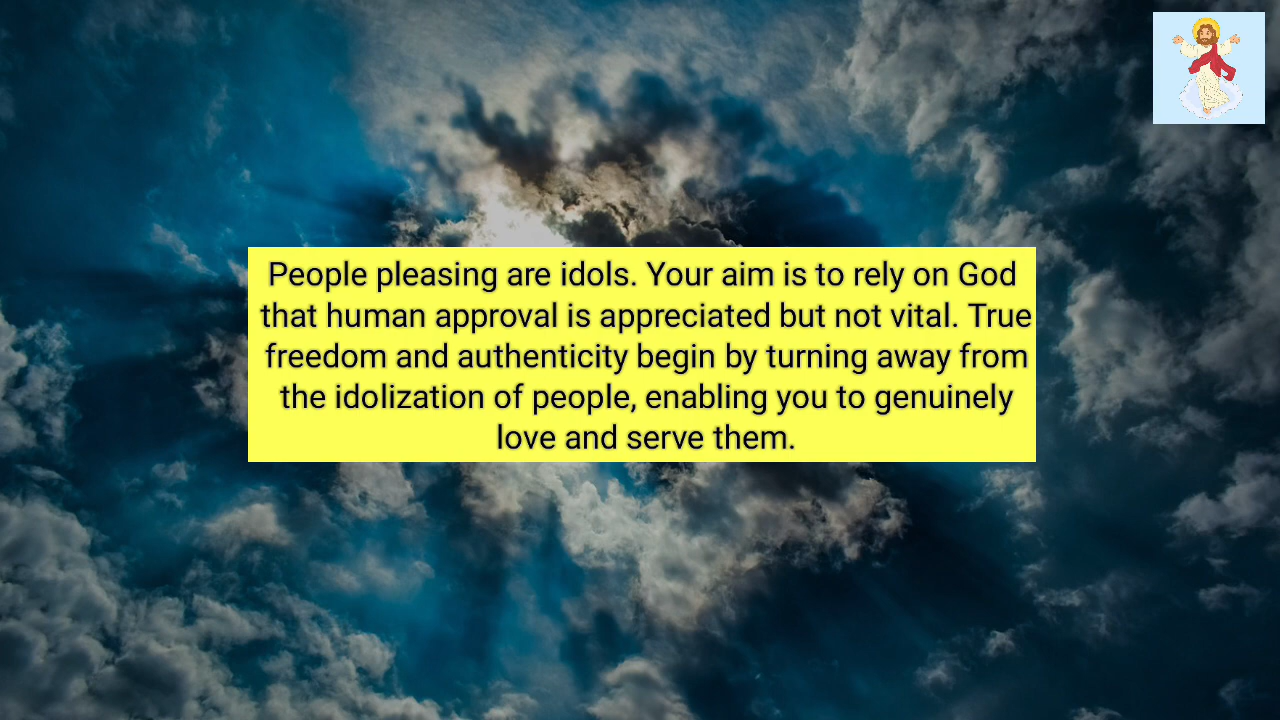 People pleasing are idols. Your aim is to rely on God
that human approval is appreciated but not vital. True
freedom and authenticity begin by turning away from
the idolization of people, enabling you to genuinely
love and serve them.